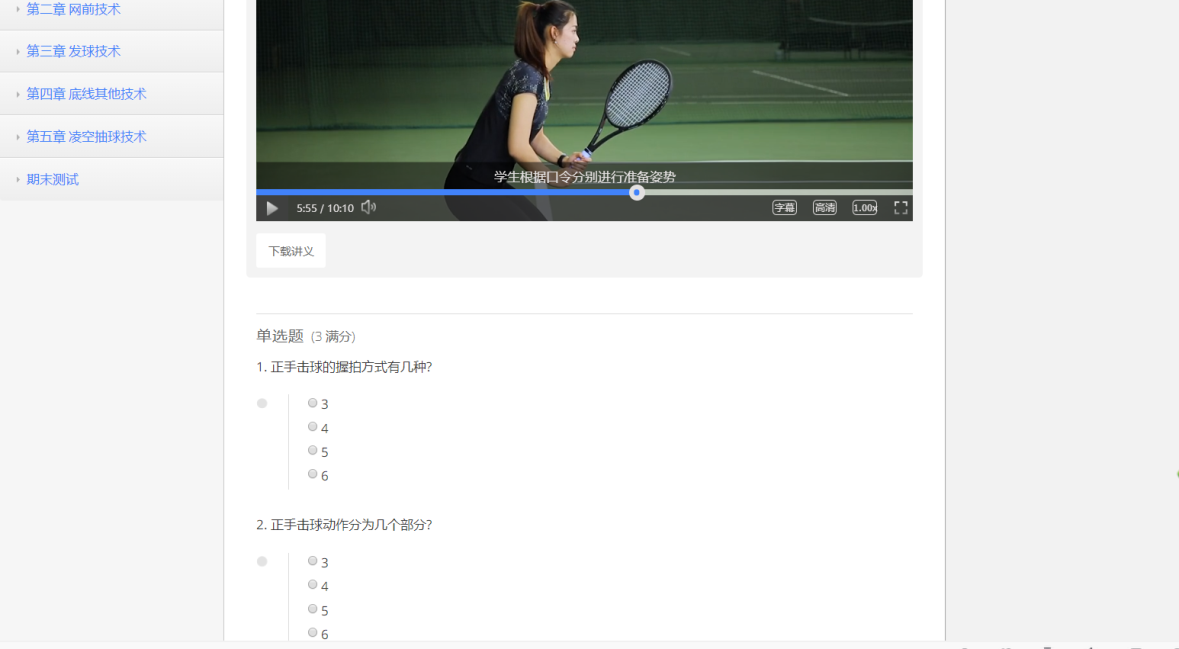 第二章 网前技术
第三章 发球技术
第四章 底线其他技术
第五章 凌空抽球技术
期末测试
学生根据口令分别进行准备姿势
5:55 / 10:10
字幕
高清
1.00x
下载讲义
单选题 (3 满分)
1. 正手击球的握拍方式有几种?
3
4
5
6
2. 正手击球动作分为几个部分?
3
4
5
6